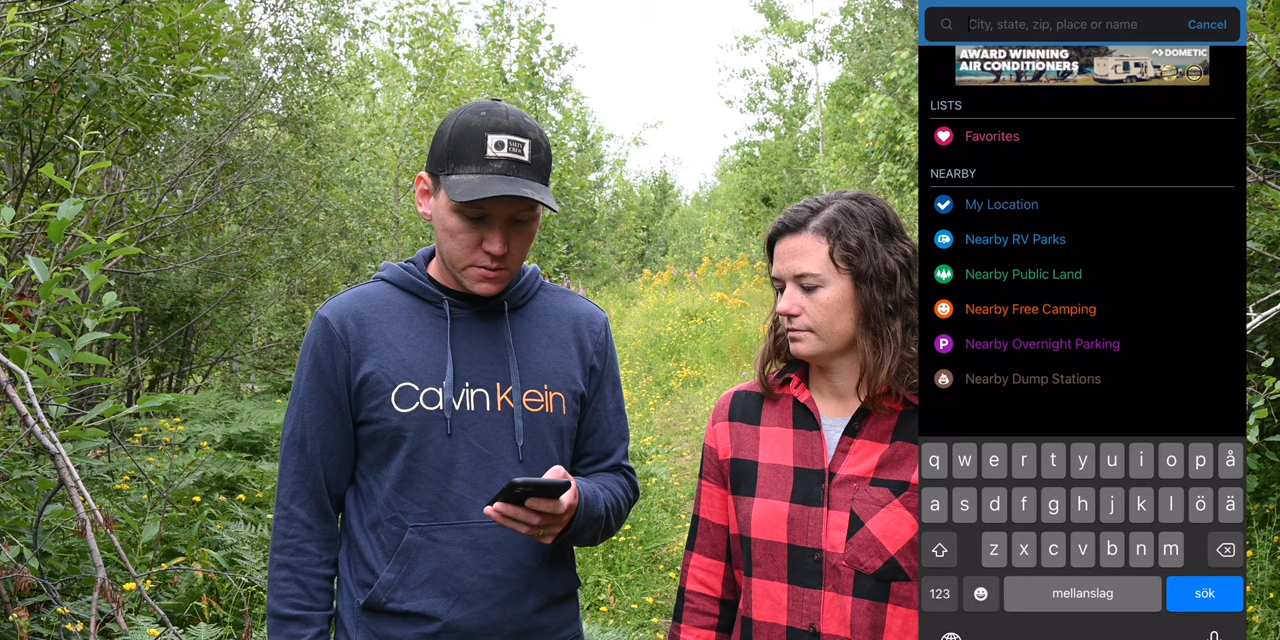 SALTY
CREW
Calvin Klein
City, state, zip, place or name
Cancel
AWARD WINNING
AIR CONDITIONERS
DOMETIC
LISTS
Favorites
NEARBY
My Location
Nearby RV Parks
Nearby Public Land
Nearby Free Camping
P
Nearby Overnight Parking
Nearby Dump Stations
q w e r t y u i o p å
a s d f g h j k l ö ä
z x c v b n m
123
mellanslag
sök